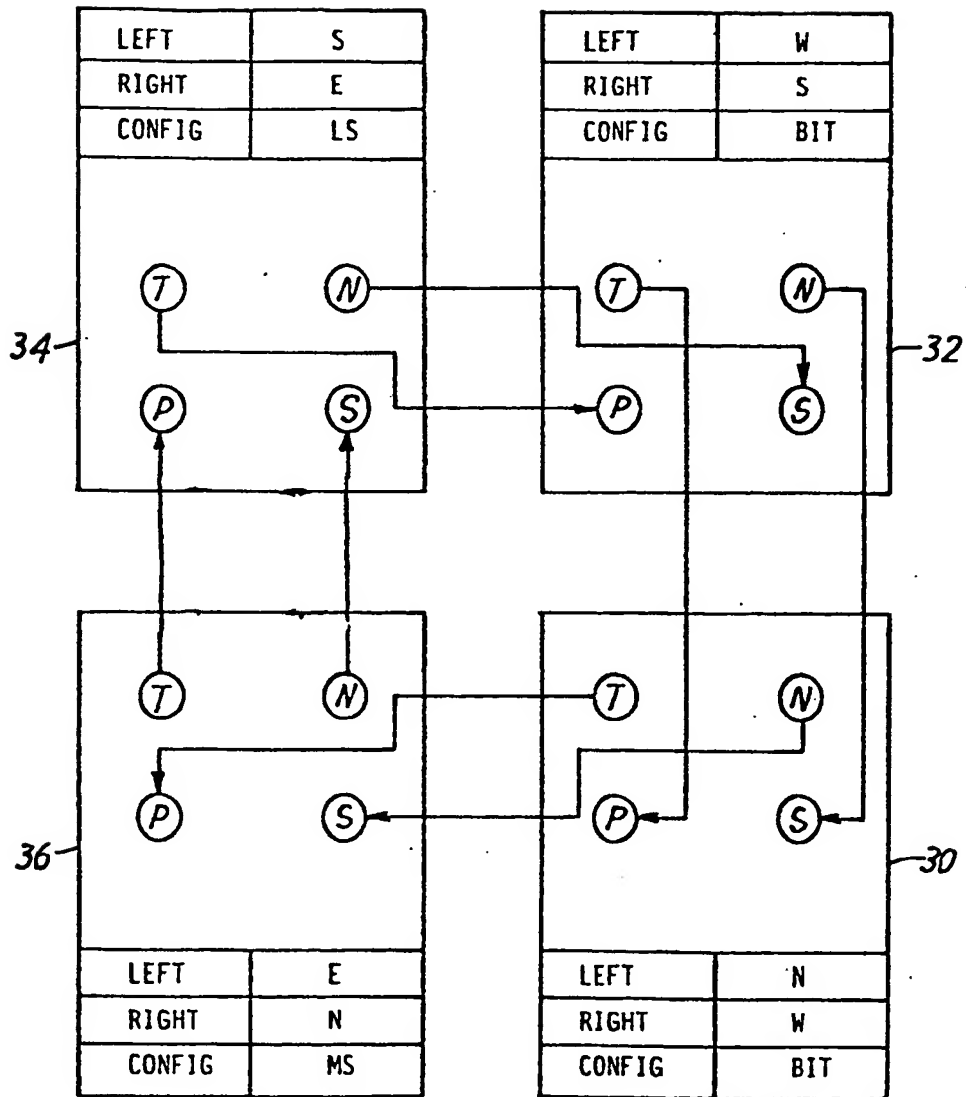 LEFT S
RIGHT E
CONFIG LS
LEFT W
RIGHT S
CONFIG BIT
T N
T N
34
32
P S
P S
T N
T N
P S
P S
36
30
LEFT E
RIGHT N
CONFIG MS
LEFT N
RIGHT W
CONFIG BIT